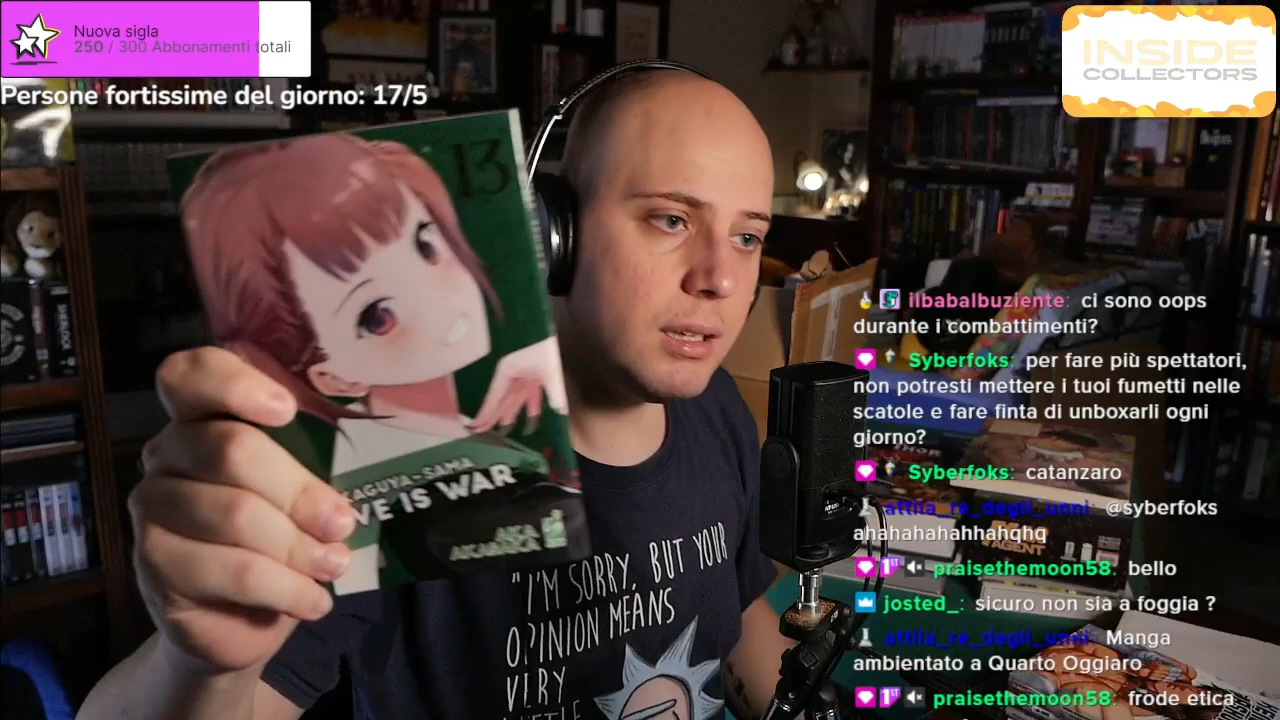 Nuova sigla
250 / 300 Abbonamenti totali
Persone fortissime del giorno: 17/5
INSIDE
COLLECTORS
13
KAGUYA-SAMA
VE IS WAR
AKA
AKASAKA
"I'M SORRY, BUT YOUR
OPINION MEANS
VERY
ilbabalbuziente: ci sono oops
durante i combattimenti?
Syberfoks: per fare più spettatori,
non potresti mettere i tuoi fumetti nelle
scatole e fare finta di unboxarli ogni
giorno?
Syberfoks: catanzaro
attila_re_degli_unni: @syberfoks
ahahahahhahqhg
praisethemoon58: bello
josted_: sicuro non sia a foggia ?
attila_re_degli_unni: Manga
ambientato a Quarto Oggiaro
praisethemoon58: frode etica